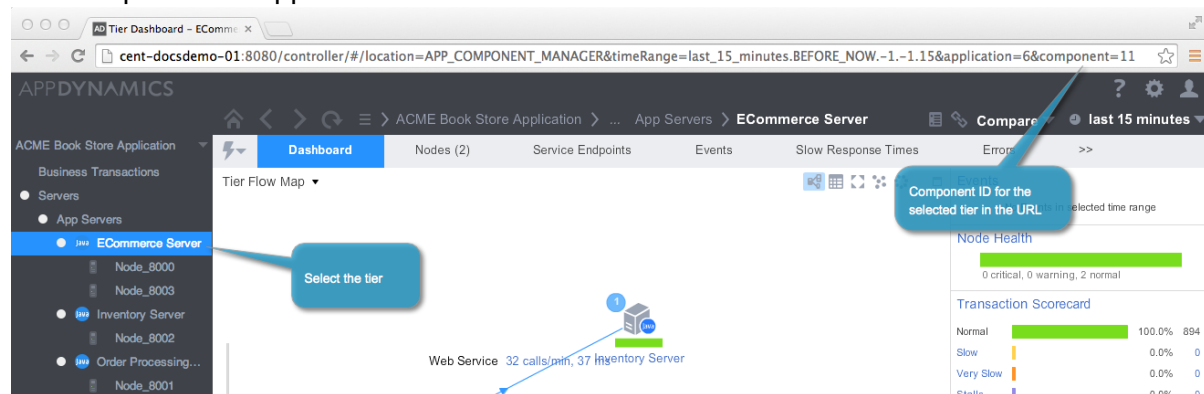 Tier Dashboard – EComme
cent-docsdemo-01:8080/controller/#/location=APP_COMPONENT_MANAGER&timeRange=last_15_minutes.BEFORE_NOW.-1.-1.15&application=6&component=11
APPDYNAMICS
ACME Book Store Application > ... App Servers > ECommerce Server
Compare
last 15 minutes
ACME Book Store Application
Dashboard
Nodes (2)
Service Endpoints
Events
Slow Response Times
Errors
>>
Business Transactions
Servers
App Servers
ECommerce Server
Node_8000
Node_8003
Inventory Server
Node_8002
Order Processing...
Node_8001
Tier Flow Map
Select the tier
Component ID for the
selected tier in the URL
1
Web Service 32 calls/min, 37 ms
Inventory Server
Events
in selected time range
Node Health
0 critical, 0 warning, 2 normal
Transaction Scorecard
Normal 100.0% 894
Slow 0.0% 0
Very Slow 0.0% 0